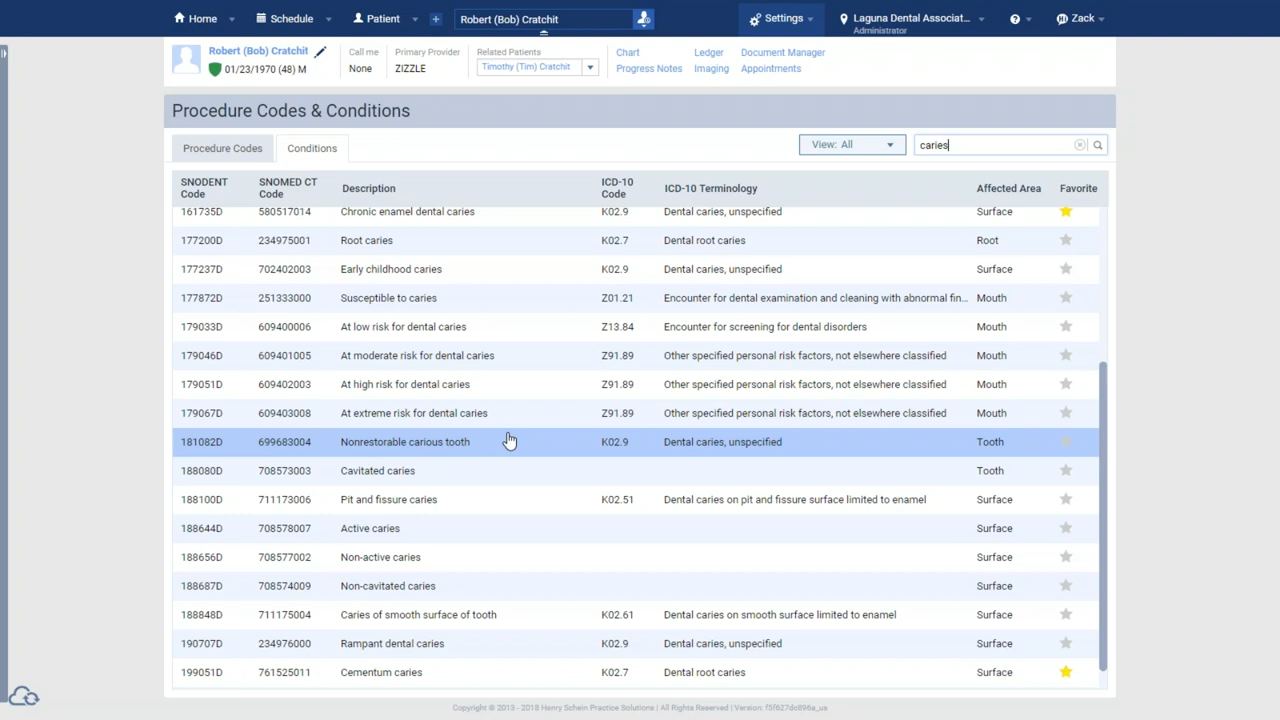 Home Schedule Patient + Robert (Bob) Cratchit Settings Laguna Dental Associat... ? Zack
Administrator
Robert (Bob) Cratchit
01/23/1970 (48) M
Call me
None
Primary Provider
ZIZZLE
Related Patients
Timothy (Tim) Cratchit
Chart Ledger Document Manager
Progress Notes Imaging Appointments
Procedure Codes & Conditions
Procedure Codes Conditions View: All caries
SNODENT Code SNOMED CT Code Description ICD-10 Code ICD-10 Terminology Affected Area Favorite
161735D 580517014 Chronic enamel dental caries K02.9 Dental caries, unspecified Surface
177200D 234975001 Root caries K02.7 Dental root caries Root
177237D 702402003 Early childhood caries K02.9 Dental caries, unspecified Surface
177872D 251333000 Susceptible to caries Z01.21 Encounter for dental examination and cleaning with abnormal fin... Mouth
179033D 609400006 At low risk for dental caries Z13.84 Encounter for screening for dental disorders Mouth
179046D 609401005 At moderate risk for dental caries Z91.89 Other specified personal risk factors, not elsewhere classified Mouth
179051D 609402003 At high risk for dental caries Z91.89 Other specified personal risk factors, not elsewhere classified Mouth
179067D 609403008 At extreme risk for dental caries Z91.89 Other specified personal risk factors, not elsewhere classified Mouth
181082D 699683004 Nonrestorable carious tooth K02.9 Dental caries, unspecified Tooth
188080D 708573003 Cavitated caries Tooth
188100D 711173006 Pit and fissure caries K02.51 Dental caries on pit and fissure surface limited to enamel Surface
188644D 708578007 Active caries Surface
188656D 708577002 Non-active caries Surface
188687D 708574009 Non-cavitated caries Surface
188848D 711175004 Caries of smooth surface of tooth K02.61 Dental caries on smooth surface limited to enamel Surface
190707D 234976000 Rampant dental caries K02.9 Dental caries, unspecified Surface
199051D 761525011 Cementum caries K02.7 Dental root caries Surface
Copyright © 2013 - 2018 Henry Schein Practice Solutions | All Rights Reserved | Version: f5f627dc896a_us